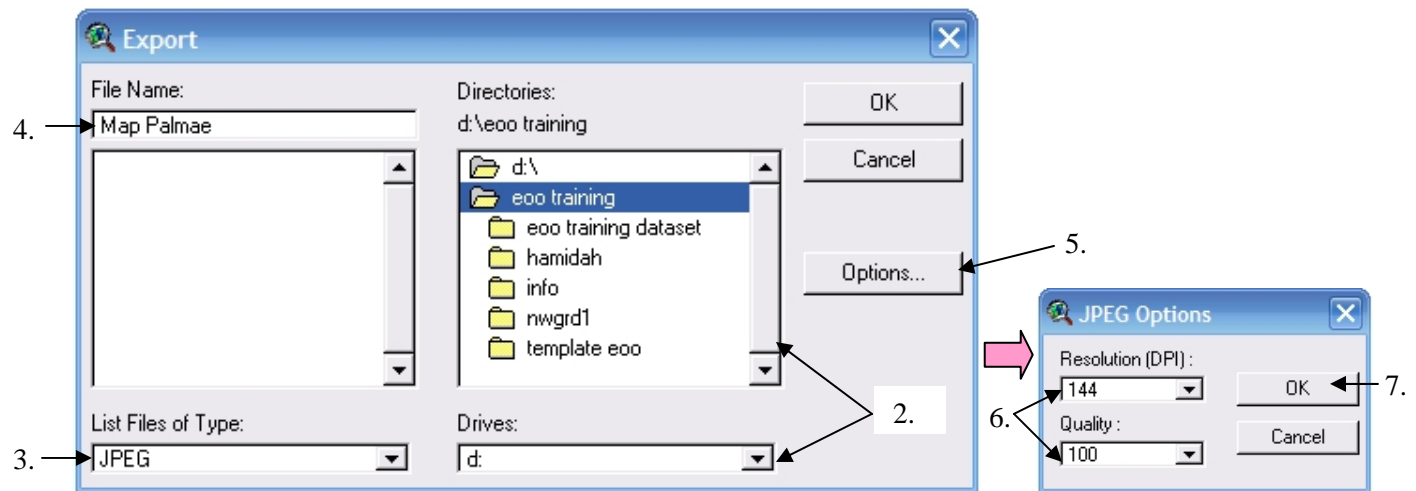 Export
File Name:
4.
Map Palmae
Directories:
d:\eoo training
d:\
eoo training
eoo training dataset
hamidah
info
nwgrd1
template eoo
OK
Cancel
5.
Options...
List Files of Type:
3.
JPEG
Drives:
d:
2.
JPEG Options
Resolution (DPI) :
144
OK
7.
6.
Quality :
100
Cancel